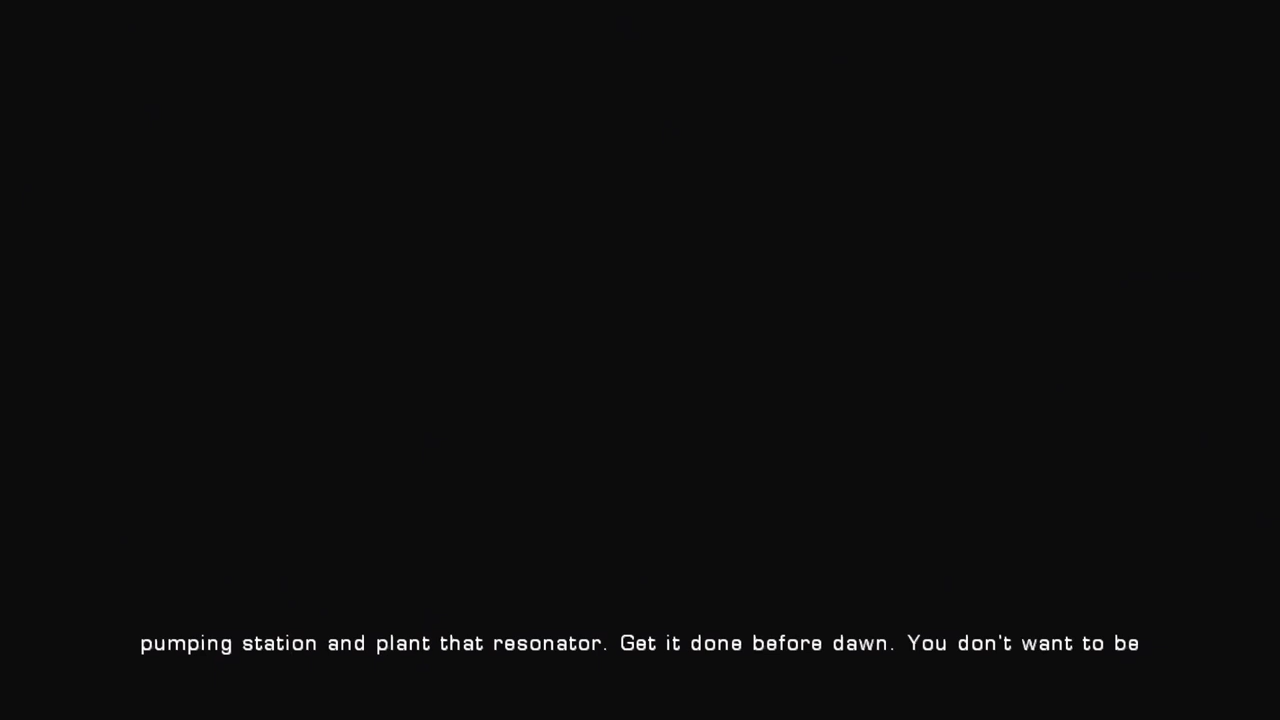 pumping station and plant that resonator. Get it done before dawn. You don't want to be